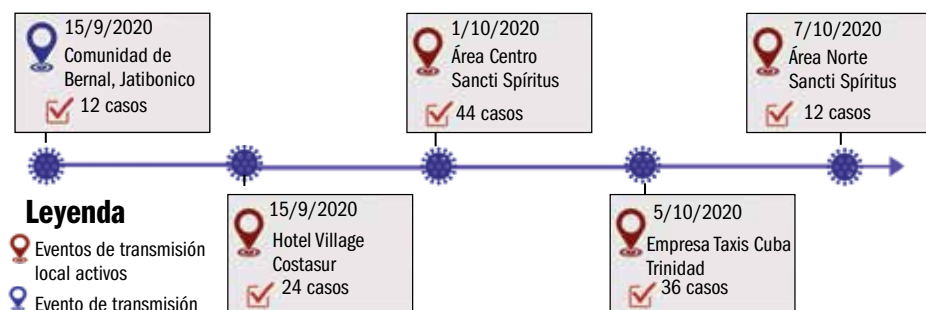 15/9/2020
Comunidad de
Bernal, Jatibonico
12 casos
1/10/2020
Área Centro
Sancti Spíritus
44 casos
7/10/2020
Área Norte
Sancti Spíritus
12 casos
15/9/2020
Hotel Village
Costasur
24 casos
5/10/2020
Empresa Taxis Cuba
Trinidad
36 casos
Leyenda
Eventos de transmisión
local activos
Evento de transmisión